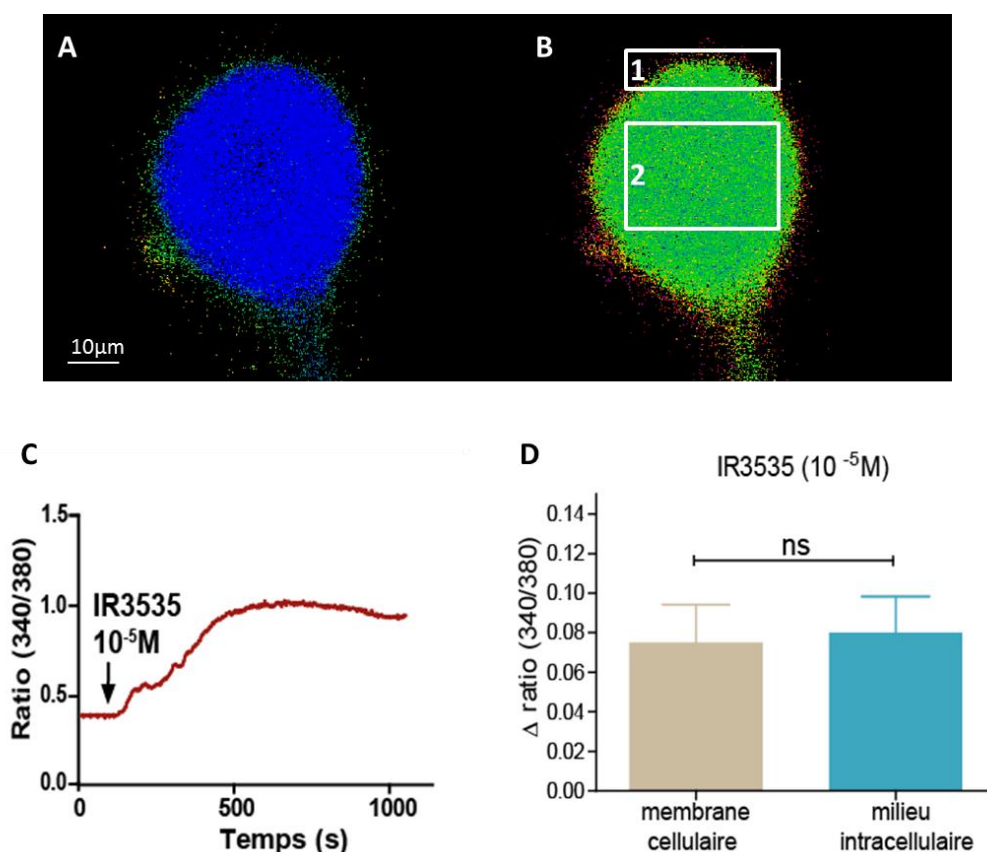 A
B
1
2
10µm
C
D
IR3535 (10 -5M)
1.5
1.0
0.5
0.0
Ratio (340/380)
IR3535
10-5M
0
500
1000
Temps (s)
0.14
0.12
0.10
0.08
0.06
0.04
0.02
0.00
Δ ratio (340/380)
ns
membrane
cellulaire
milieu
intracellulaire